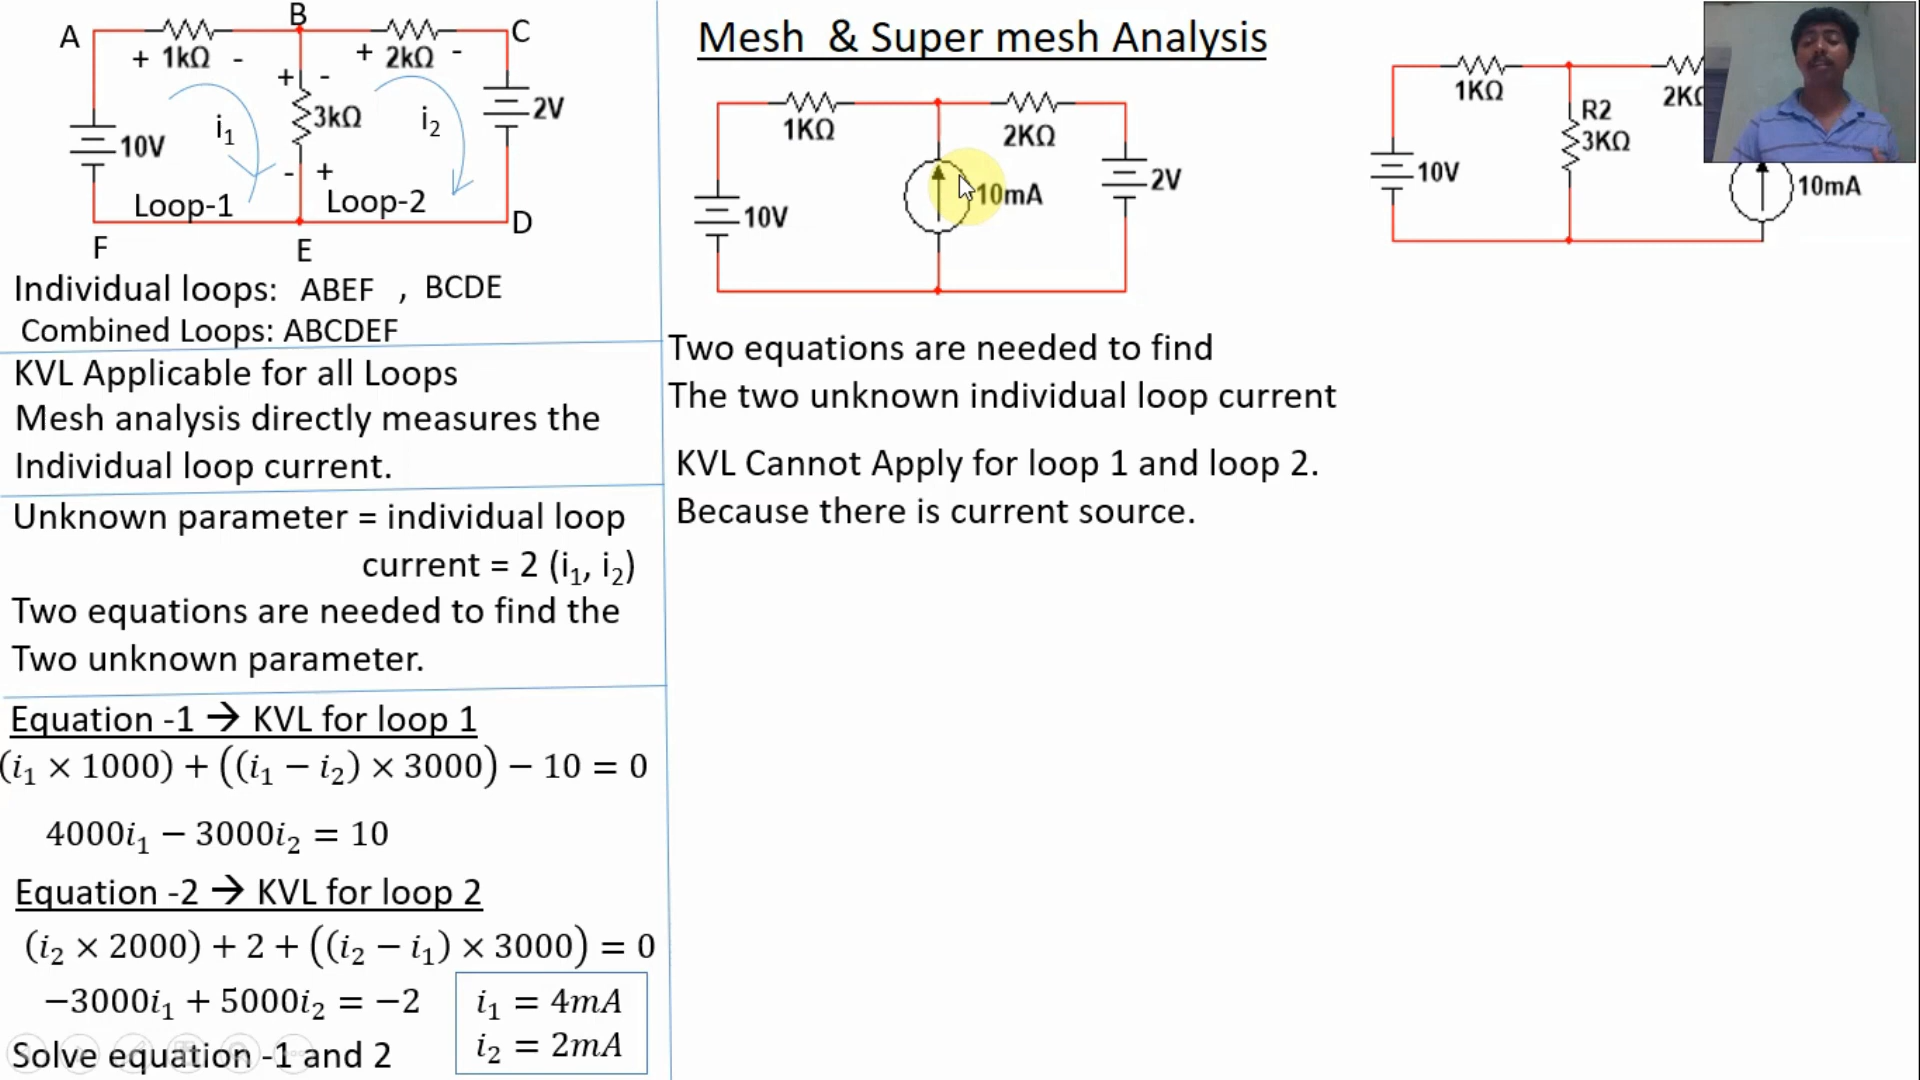 Mesh & Super mesh Analysis
A
B
C
+ 1kΩ -
+ 2kΩ -
+ -
3kΩ
2V
i1
i2
10V
- +
Loop-1
Loop-2
D
F
E
Individual loops: ABEF , BCDE
Combined Loops: ABCDEF
KVL Applicable for all Loops
Mesh analysis directly measures the
Individual loop current.
Unknown parameter = individual loop
current = 2 (i1, i2)
Two equations are needed to find the
Two unknown parameter.
Equation -1 → KVL for loop 1
(i1 × 1000) + ((i1 − i2) × 3000) − 10 = 0
4000i1 − 3000i2 = 10
Equation -2 → KVL for loop 2
(i2 × 2000) + 2 + ((i2 − i1) × 3000) = 0
−3000i1 + 5000i2 = −2
Solve equation -1 and 2
i1 = 4mA
i2 = 2mA
1KΩ
2KΩ
10mA
2V
10V
Two equations are needed to find
The two unknown individual loop current
KVL Cannot Apply for loop 1 and loop 2.
Because there is current source.
1KΩ
R2
3KΩ
10V
10mA